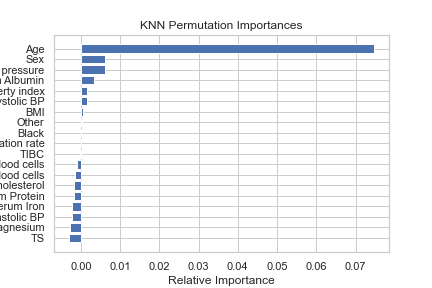 KNN Permutation Importances
Age
Sex
pressure
Albumin
erty index
stolic BP
BMI
Other
Black
ation rate
TIBC
lood cells
lood cells
holesterol
m Protein
erum Iron
astolic BP
agnesium
TS
0.00 0.01 0.02 0.03 0.04 0.05 0.06 0.07
Relative Importance